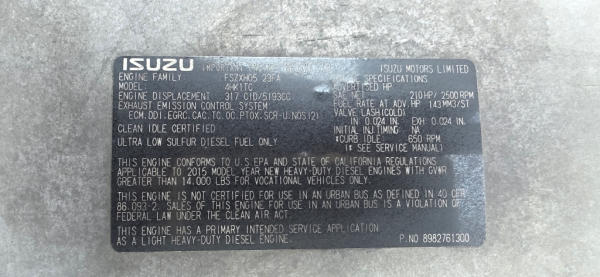 ISUZU IMPORTANT ENGINE INFORMATION ISUZU MOTORS LIMITED
ENGINE FAMILY FSZXH05.23FA ENGINE SPECIFICATIONS
MODEL: 4HK1TC ADVERTISED HP
ENGINE DISPLACEMENT 317 CID/5193CC SAE NET: 210HP/2500RPM
EXHAUST EMISSION CONTROL SYSTEM FUEL RATE AT ADV.HP 143MM3/ST
ECM.DDI.EGRC.CAC.TC.OC.PTOX.SCR-U.NOS(2) VALVE LASH(COLD)
IN 0.024 IN. EXH 0.024 IN.
CLEAN IDLE CERTIFIED INITIAL INJ.TIMING NA
*CURB IDLE: 650 RPM
ULTRA LOW SULFUR DIESEL FUEL ONLY (* SEE SERVICE MANUAL)
THIS ENGINE CONFORMS TO U.S.EPA AND STATE OF CALIFORNIA REGULATIONS
APPLICABLE TO 2015 MODEL YEAR NEW HEAVY-DUTY DIESEL ENGINES WITH GVWR
GREATER THAN 14.000 LBS FOR VOCATIONAL VEHICLES ONLY.
THIS ENGINE IS NOT CERTIFIED FOR USE IN AN URBAN BUS AS DEFINED IN 40 CFR
86.093-2. SALES OF THIS ENGINE FOR USE IN AN URBAN BUS IS A VIOLATION OF
FEDERAL LAW UNDER THE CLEAN AIR ACT.
THIS ENGINE HAS A PRIMARY INTENDED SERVICE APPLICATION
AS A LIGHT HEAVY-DUTY DIESEL ENGINE. P.NO 8982761300